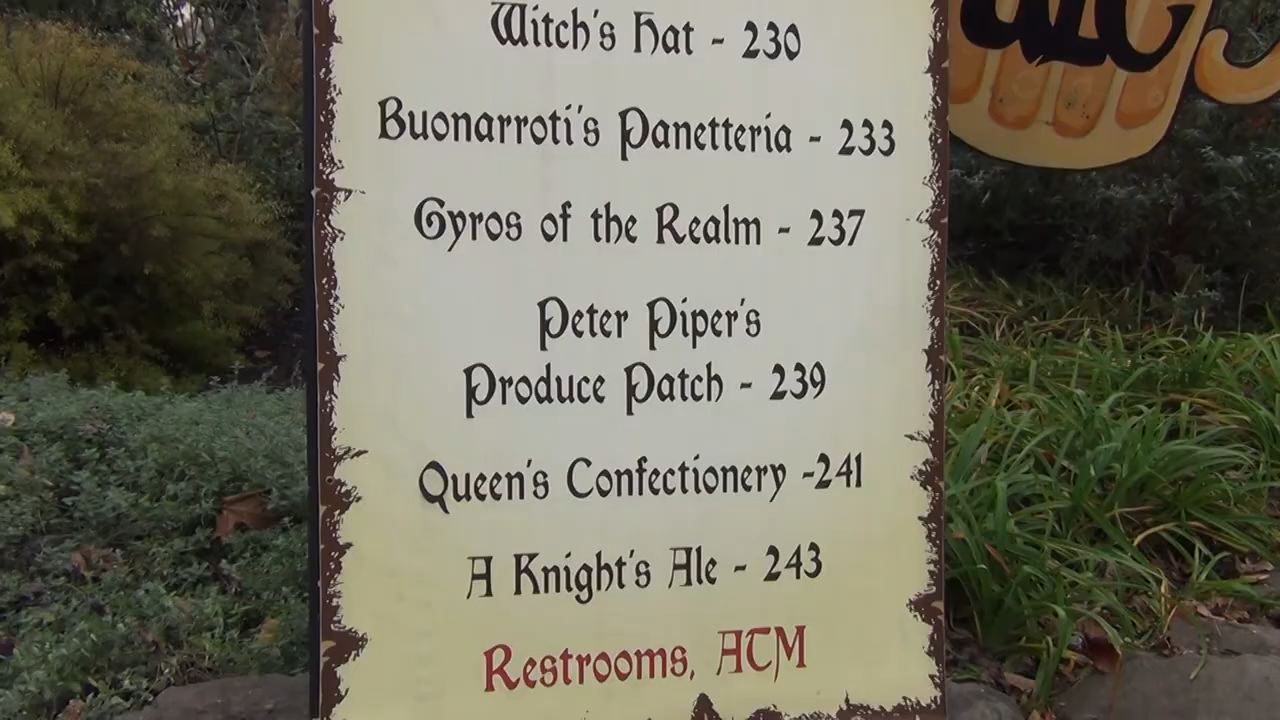 Witch's Hat - 230
Buonarroti's Panetteria - 233
Gyros of the Realm - 237
Peter Piper's
Produce Patch - 239
Queen's Confectionery -241
A Knight's Ale - 243
Restrooms, ATM